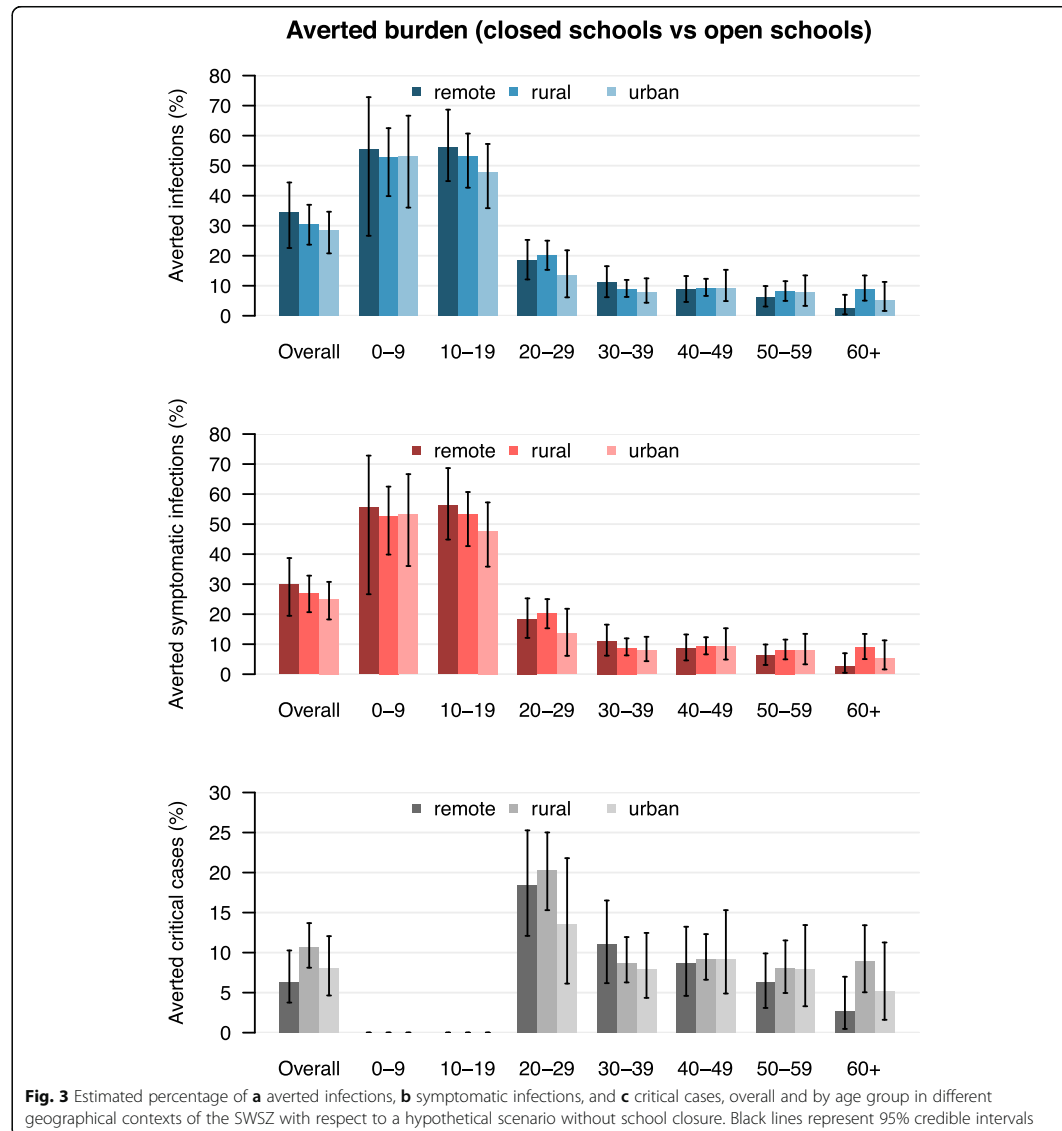 Averted burden (closed schools vs open schools)
Averted infections (%)
80
70
60
50
40
30
20
10
0
remote rural urban
Overall 0–9 10–19 20–29 30–39 40–49 50–59 60+
Averted symptomatic infections (%)
80
70
60
50
40
30
20
10
0
remote rural urban
Overall 0–9 10–19 20–29 30–39 40–49 50–59 60+
Averted critical cases (%)
30
25
20
15
10
5
0
remote rural urban
Overall 0–9 10–19 20–29 30–39 40–49 50–59 60+
Fig. 3 Estimated percentage of a averted infections, b symptomatic infections, and c critical cases, overall and by age group in different
geographical contexts of the SWSZ with respect to a hypothetical scenario without school closure. Black lines represent 95% credible intervals